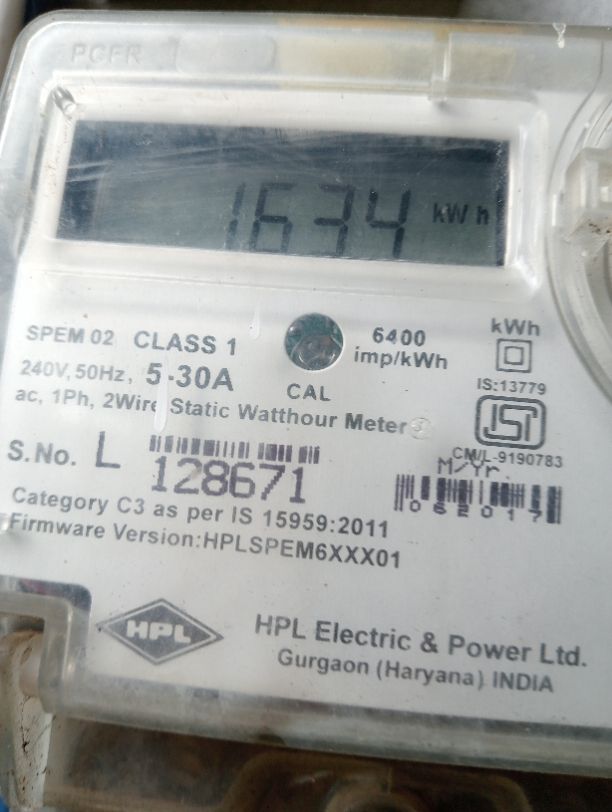 PCFR
1634 kWh
SPEM 02 CLASS 1
6400
imp/kWh
kWh
240V, 50Hz, 5-30A
CAL
IS:13779
ISI
ac, 1Ph, 2Wire Static Watthour Meter
CM/L-9190783
S.No. L 128671
M/Yr.
062017
Category C3 as per IS 15959:2011
Firmware Version:HPLSPEM6XXX01
HPL
HPL Electric & Power Ltd.
Gurgaon (Haryana) INDIA